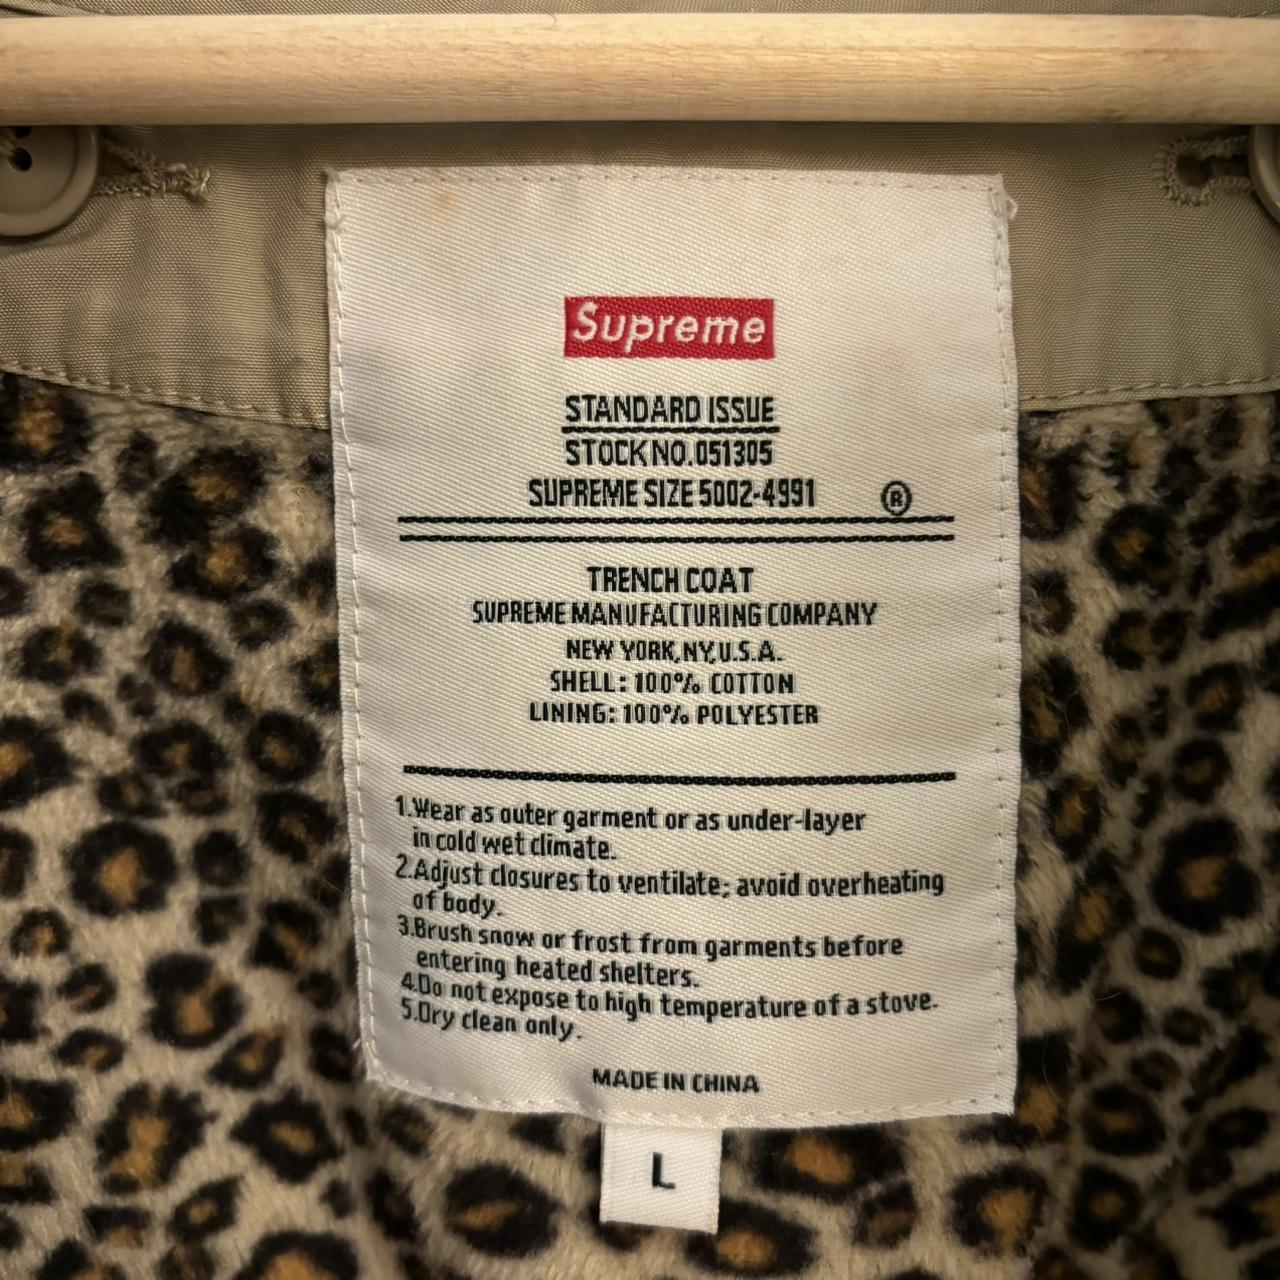 Supreme
STANDARD ISSUE
STOCK NO.051305
SUPREME SIZE 5002-4991 ®
TRENCH COAT
SUPREME MANUFACTURING COMPANY
NEW YORK,NY,U.S.A.
SHELL: 100% COTTON
LINING: 100% POLYESTER
1.Wear as outer garment or as under-layer
in cold wet climate.
2.Adjust closures to ventilate; avoid overheating
of body.
3.Brush snow or frost from garments before
entering heated shelters.
4.Do not expose to high temperature of a stove.
5.Dry clean only.
MADE IN CHINA
L